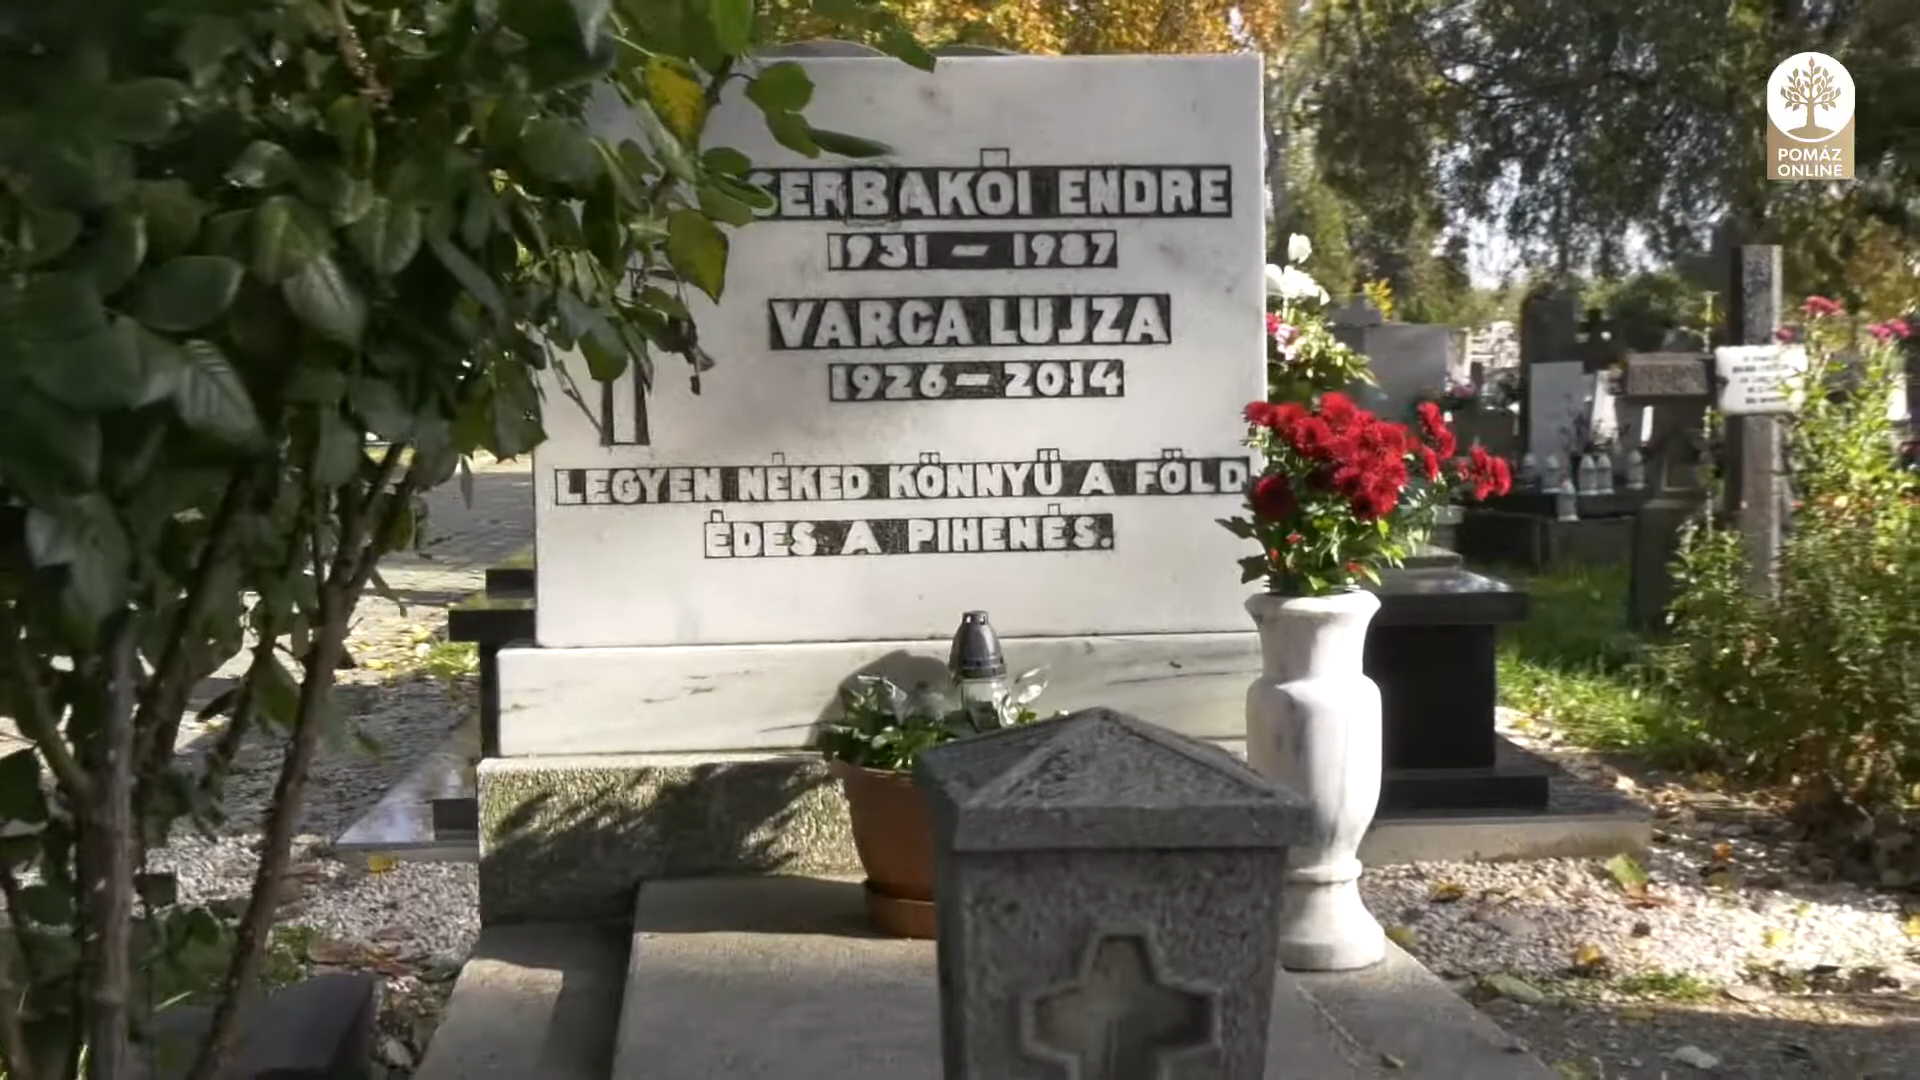 SERBAKŐI ENDRE
1931 – 1987
VARGA LUJZA
1926 – 2014
LEGYEN NÉKED KÖNNYŰ A FÖLD
ÉDES A PIHENÉS.
POMÁZ
ONLINE